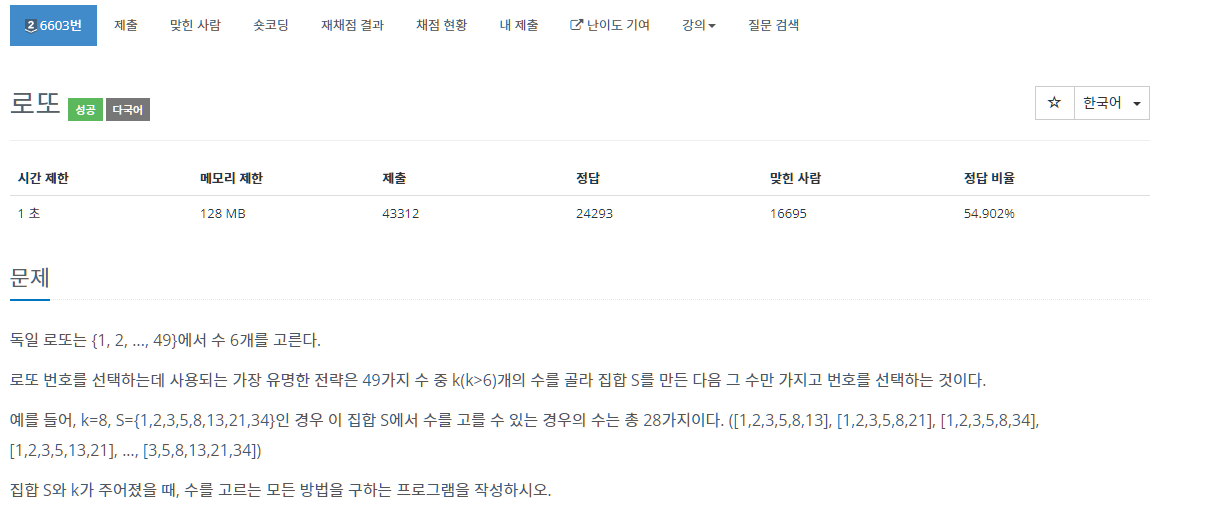 2 6603번 제출 맞힌 사람 숏코딩 재채점 결과 채점 현황 내 제출 난이도 기여 강의 질문 검색
로또 성공 다국어 한국어
시간 제한 메모리 제한 제출 정답 맞힌 사람 정답 비율
1 초 128 MB 43312 24293 16695 54.902%
문제
독일 로또는 {1, 2, ..., 49}에서 수 6개를 고른다.
로또 번호를 선택하는데 사용되는 가장 유명한 전략은 49가지 수 중 k(k>6)개의 수를 골라 집합 S를 만든 다음 그 수만 가지고 번호를 선택하는 것이다.
예를 들어, k=8, S={1,2,3,5,8,13,21,34}인 경우 이 집합 S에서 수를 고를 수 있는 경우의 수는 총 28가지이다. ([1,2,3,5,8,13], [1,2,3,5,8,21], [1,2,3,5,8,34],
[1,2,3,5,13,21], ..., [3,5,8,13,21,34])
집합 S와 k가 주어졌을 때, 수를 고르는 모든 방법을 구하는 프로그램을 작성하시오.